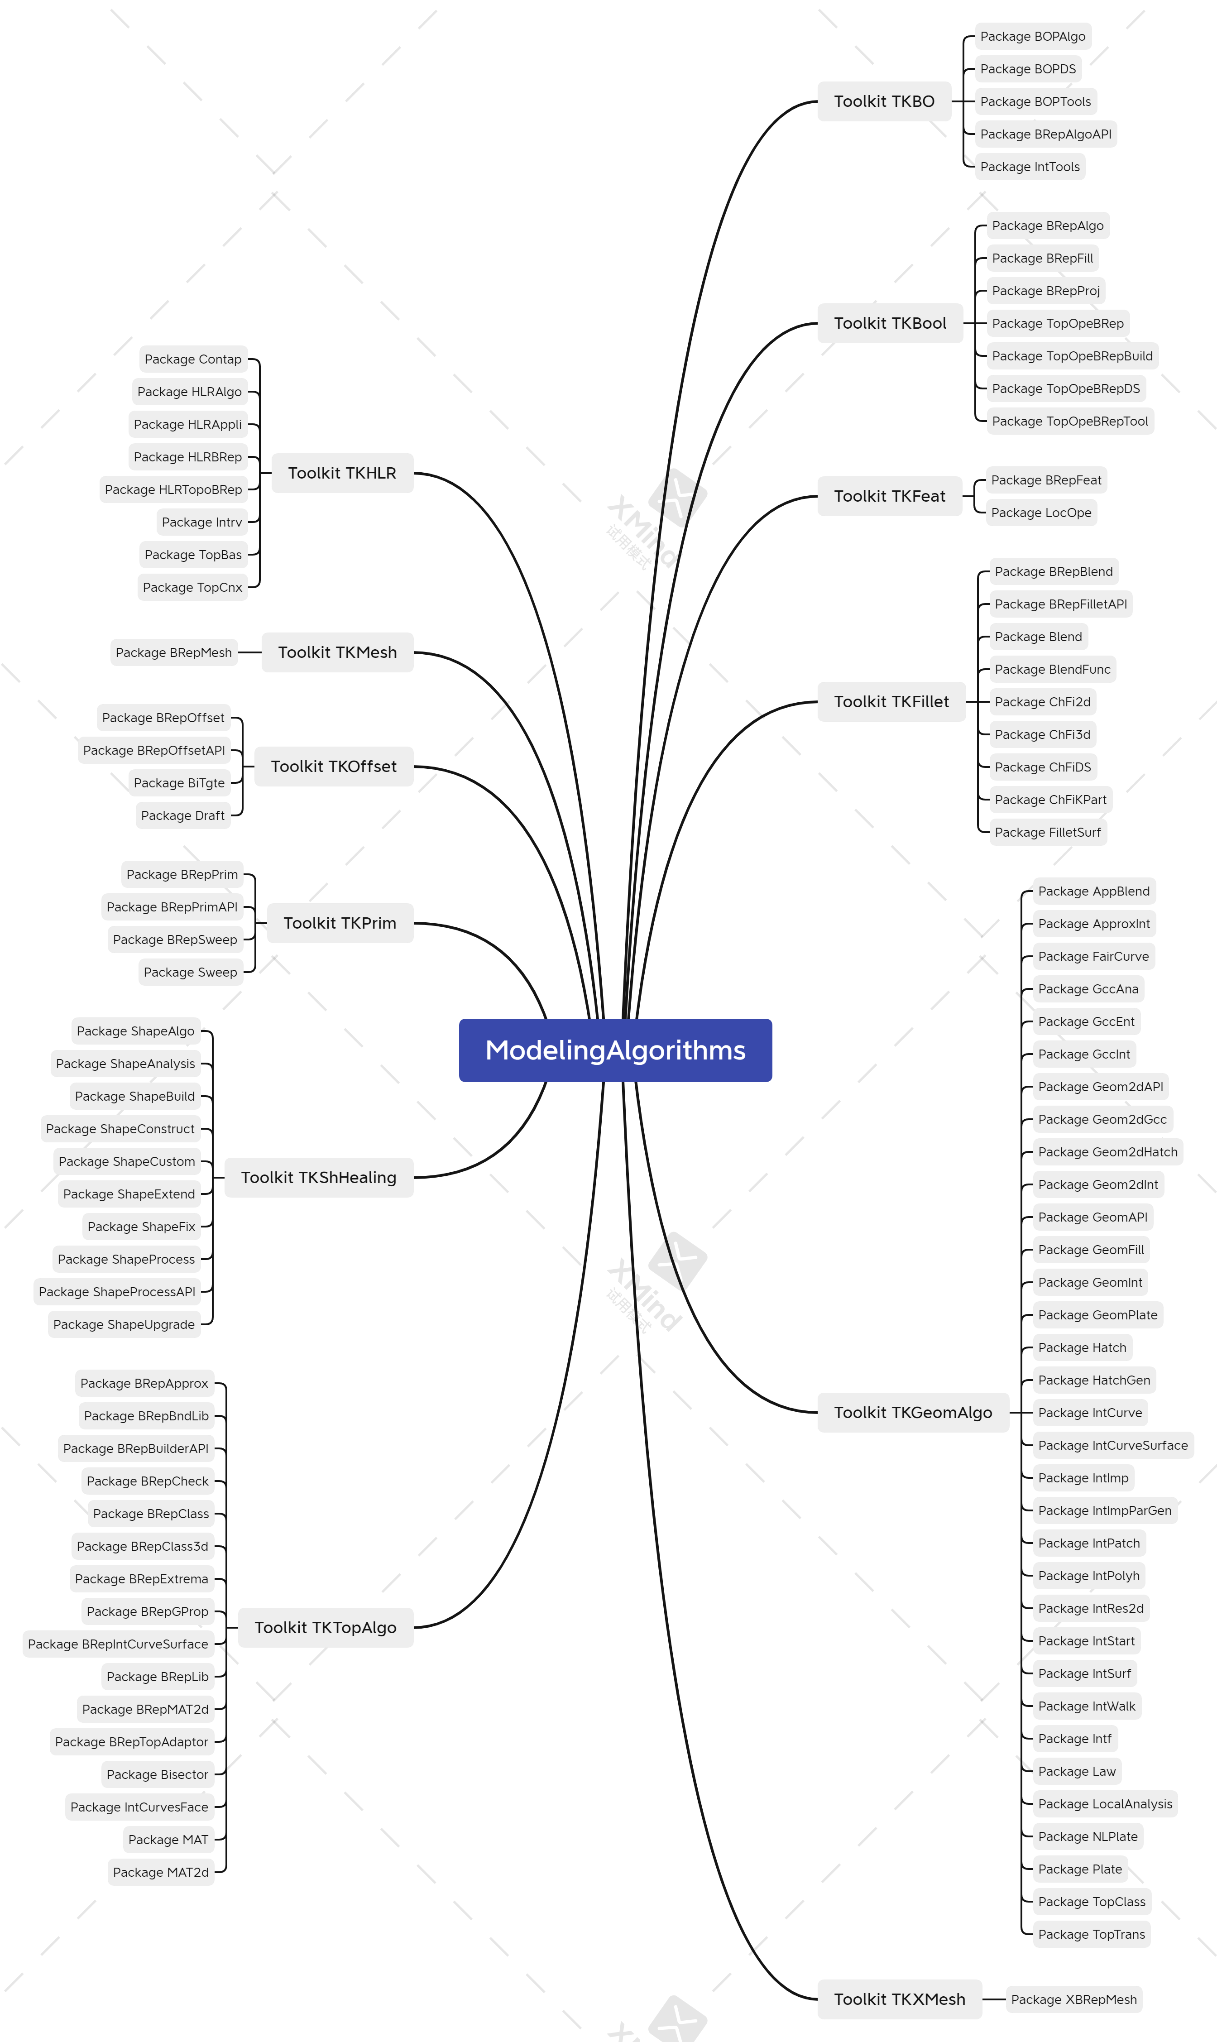 ModelingAlgorithms
Toolkit TKBO
Package BOPAlgo
Package BOPDS
Package BOPTools
Package BRepAlgoAPI
Package IntTools
Toolkit TKBool
Package BRepAlgo
Package BRepFill
Package BRepProj
Package TopOpeBRep
Package TopOpeBRepBuild
Package TopOpeBRepDS
Package TopOpeBRepTool
Toolkit TKFeat
Package BRepFeat
Package LocOpe
Toolkit TKFillet
Package BRepBlend
Package BRepFilletAPI
Package Blend
Package BlendFunc
Package ChFi2d
Package ChFi3d
Package ChFiDS
Package ChFiKPart
Package FilletSurf
Toolkit TKGeomAlgo
Package AppBlend
Package ApproxInt
Package FairCurve
Package GccAna
Package GccEnt
Package GccInt
Package Geom2dAPI
Package Geom2dGcc
Package Geom2dHatch
Package Geom2dInt
Package GeomAPI
Package GeomFill
Package GeomInt
Package GeomPlate
Package Hatch
Package HatchGen
Package IntCurve
Package IntCurveSurface
Package IntImp
Package IntImpParGen
Package IntPatch
Package IntPolyh
Package IntRes2d
Package IntStart
Package IntSurf
Package IntWalk
Package Intf
Package Law
Package LocalAnalysis
Package NLPlate
Package Plate
Package TopClass
Package TopTrans
Toolkit TKXMesh
Package XBRepMesh
Toolkit TKHLR
Package Contap
Package HLRAlgo
Package HLRAppli
Package HLRBRep
Package HLRTopoBRep
Package Intrv
Package TopBas
Package TopCnx
Toolkit TKMesh
Package BRepMesh
Toolkit TKOffset
Package BRepOffset
Package BRepOffsetAPI
Package BiTgte
Package Draft
Toolkit TKPrim
Package BRepPrim
Package BRepPrimAPI
Package BRepSweep
Package Sweep
Toolkit TKShHealing
Package ShapeAlgo
Package ShapeAnalysis
Package ShapeBuild
Package ShapeConstruct
Package ShapeCustom
Package ShapeExtend
Package ShapeFix
Package ShapeProcess
Package ShapeProcessAPI
Package ShapeUpgrade
Toolkit TKTopAlgo
Package BRepApprox
Package BRepBndLib
Package BRepBuilderAPI
Package BRepCheck
Package BRepClass
Package BRepClass3d
Package BRepExtrema
Package BRepGProp
Package BRepIntCurveSurface
Package BRepLib
Package BRepMAT2d
Package BRepTopAdaptor
Package Bisector
Package IntCurvesFace
Package MAT
Package MAT2d
XMind
试用模式
XMind
试用模式